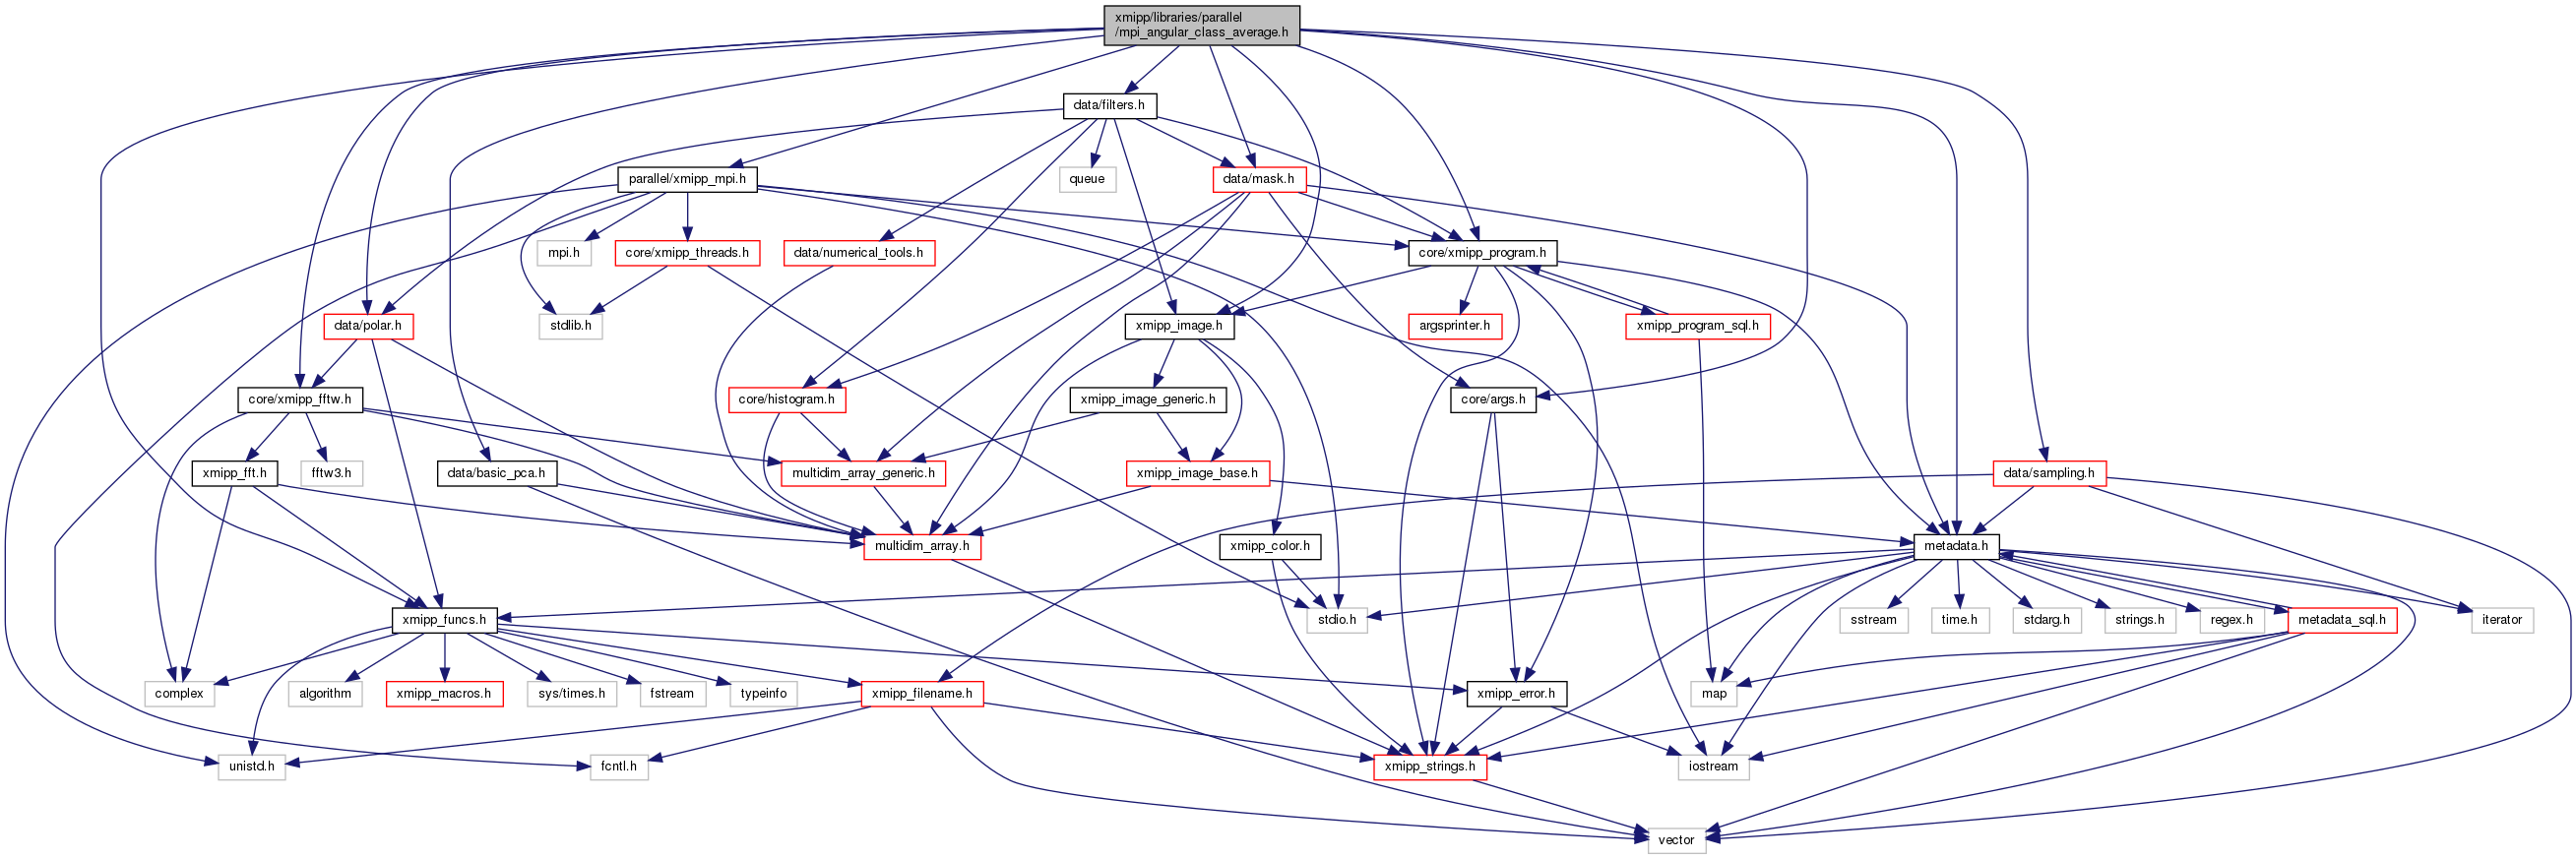 xmipp/libraries/parallel
/mpi_angular_class_average.h
data/filters.h
parallel/xmipp_mpi.h
queue
data/mask.h
mpi.h
core/xmipp_threads.h
data/numerical_tools.h
core/xmipp_program.h
data/polar.h
stdlib.h
xmipp_image.h
argsprinter.h
xmipp_program_sql.h
core/xmipp_fftw.h
core/histogram.h
xmipp_image_generic.h
core/args.h
xmipp_fft.h
fftw3.h
data/basic_pca.h
multidim_array_generic.h
xmipp_image_base.h
data/sampling.h
multidim_array.h
xmipp_color.h
metadata.h
xmipp_funcs.h
stdio.h
sstream
time.h
stdarg.h
strings.h
regex.h
metadata_sql.h
iterator
complex
algorithm
xmipp_macros.h
sys/times.h
fstream
typeinfo
xmipp_filename.h
xmipp_error.h
map
unistd.h
fcntl.h
xmipp_strings.h
iostream
vector